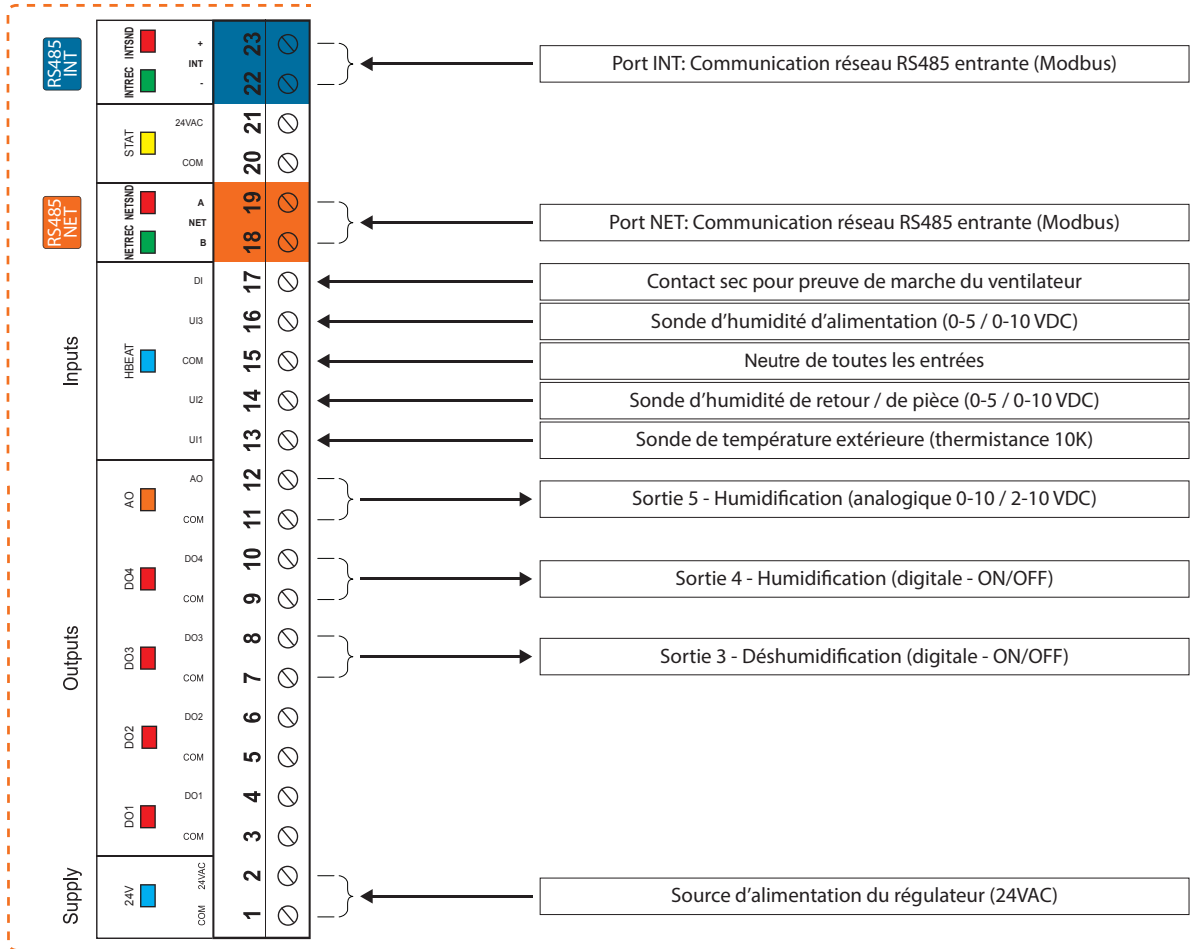 RS485 INT
INTSND
INTREC
+
INT
-
23
22
Port INT: Communication réseau RS485 entrante (Modbus)
STAT
24VAC
COM
21
20
RS485 NET
NETSND
NETREC
A
NET
B
19
18
Port NET: Communication réseau RS485 entrante (Modbus)
Inputs
HBEAT
DI
17
Contact sec pour preuve de marche du ventilateur
UI3
16
Sonde d'humidité d'alimentation (0-5 / 0-10 VDC)
COM
15
Neutre de toutes les entrées
UI2
14
Sonde d'humidité de retour / de pièce (0-5 / 0-10 VDC)
UI1
13
Sonde de température extérieure (thermistance 10K)
Outputs
AO
AO
COM
12
11
Sortie 5 - Humidification (analogique 0-10 / 2-10 VDC)
DO4
DO4
COM
10
9
Sortie 4 - Humidification (digitale - ON/OFF)
DO3
DO3
COM
8
7
Sortie 3 - Déshumidification (digitale - ON/OFF)
DO2
DO2
COM
6
5
DO1
DO1
COM
4
3
Supply
24V
24VAC
COM
2
1
Source d'alimentation du régulateur (24VAC)